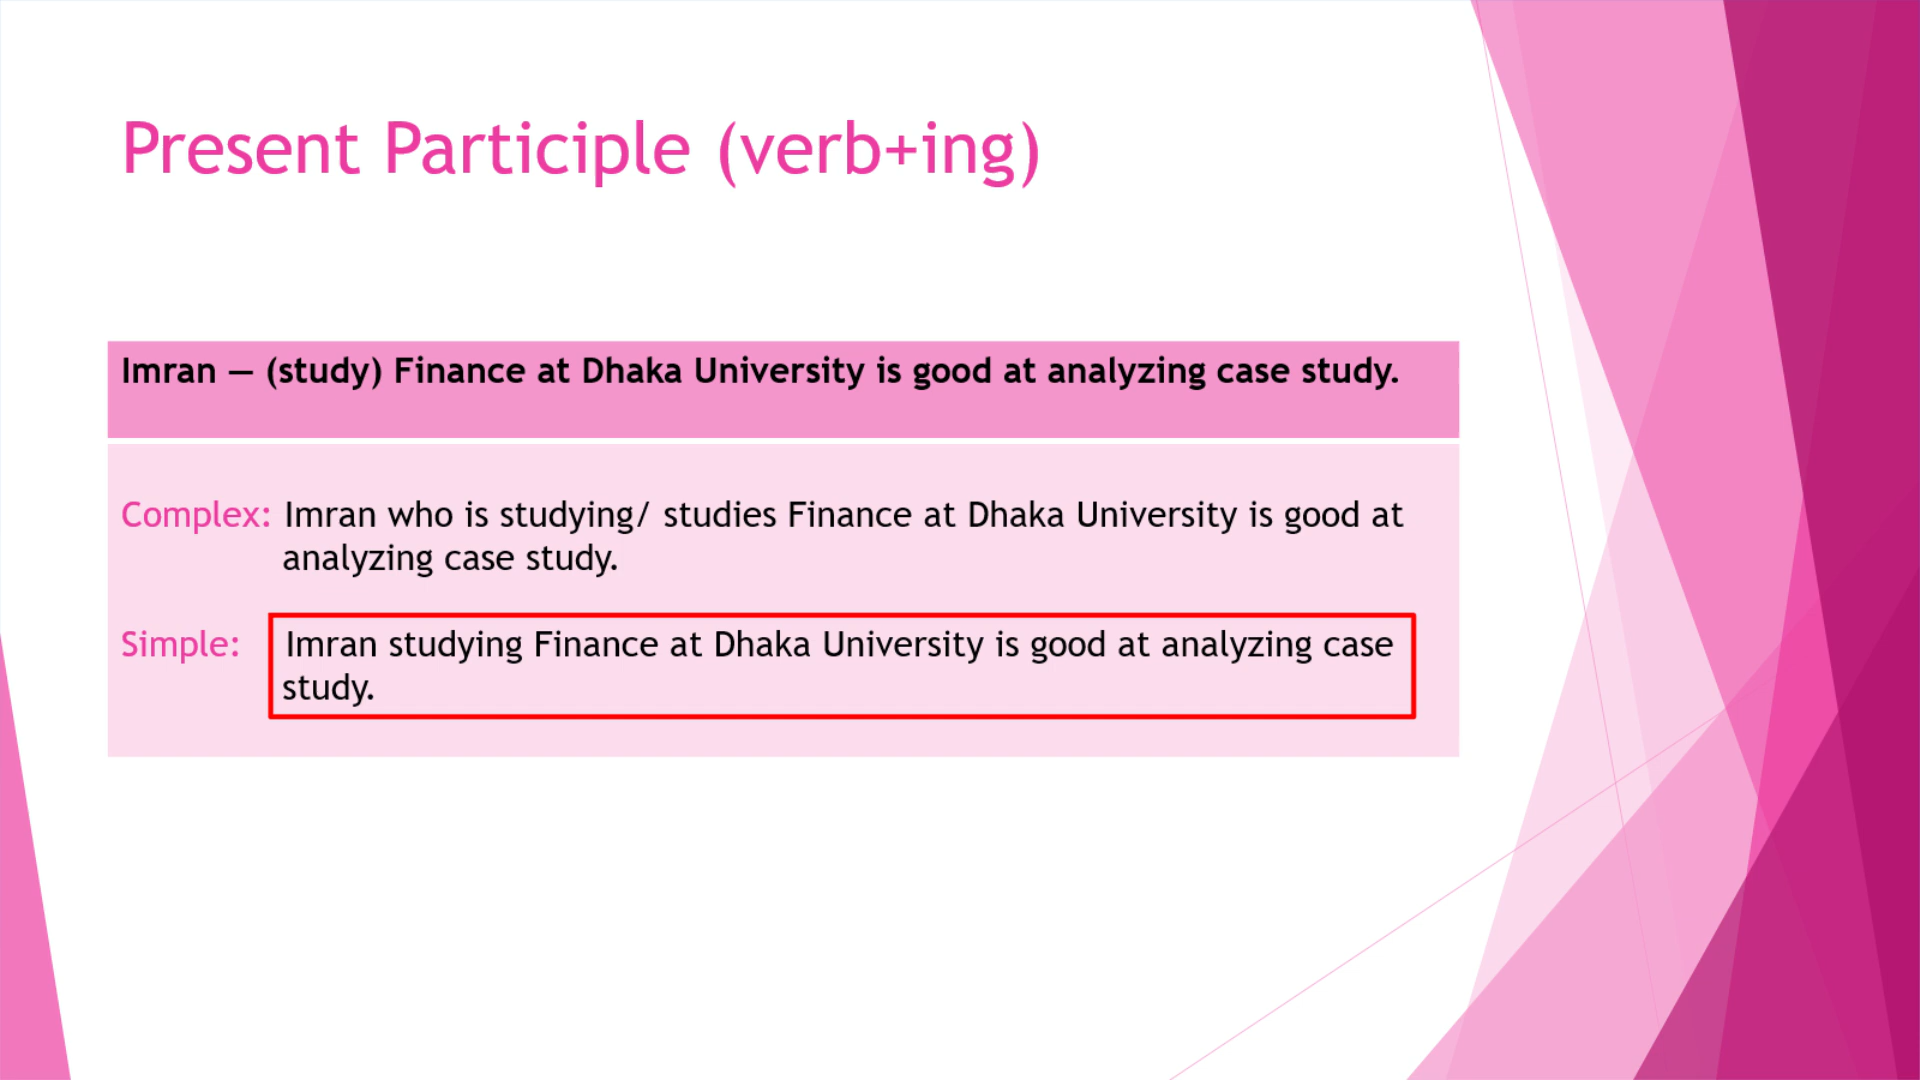 Present Participle (verb+ing)
Imran — (study) Finance at Dhaka University is good at analyzing case study.
Complex: Imran who is studying/ studies Finance at Dhaka University is good at
analyzing case study.
Simple: Imran studying Finance at Dhaka University is good at analyzing case
study.